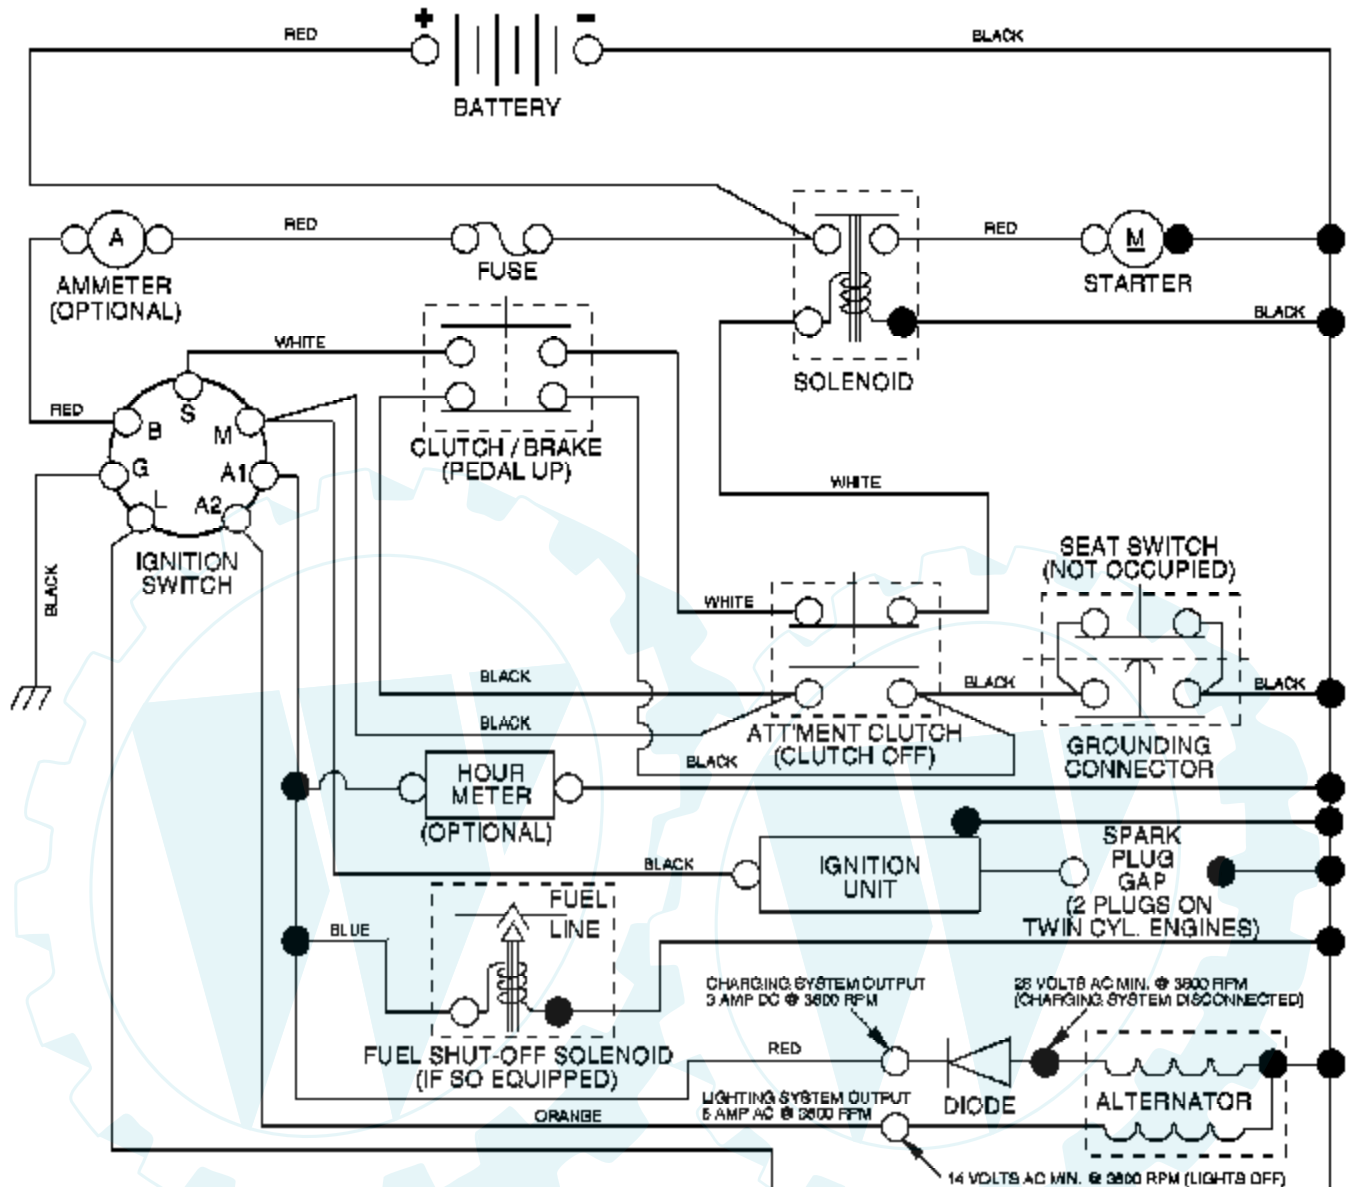 + -
RED
BLACK
BATTERY
A
RED
FUSE
RED
M
AMMETER
(OPTIONAL)
STARTER
BLACK
WHITE
SOLENOID
RED
B
S
M
G
A1
L
A2
CLUTCH / BRAKE
(PEDAL UP)
IGNITION
SWITCH
BLACK
WHITE
SEAT SWITCH
(NOT OCCUPIED)
WHITE
BLACK
BLACK
BLACK
BLACK
ATT'MENT CLUTCH
(CLUTCH OFF)
BLACK
GROUNDING
CONNECTOR
HOUR
METER
(OPTIONAL)
BLACK
IGNITION
UNIT
SPARK
PLUG
GAP
(2 PLUGS ON
TWIN CYL. ENGINES)
BLUE
FUEL
LINE
FUEL SHUT-OFF SOLENOID
(IF SO EQUIPPED)
CHARGING SYSTEM OUTPUT
3 AMP DC @ 3600 RPM
28 VOLTS AC MIN. @ 3600 RPM
(CHARGING SYSTEM DISCONNECTED)
RED
DIODE
ALTERNATOR
LIGHTING SYSTEM OUTPUT
5 AMP AC @ 3600 RPM
ORANGE
14 VOLTS AC MIN. @ 3600 RPM (LIGHTS OFF)